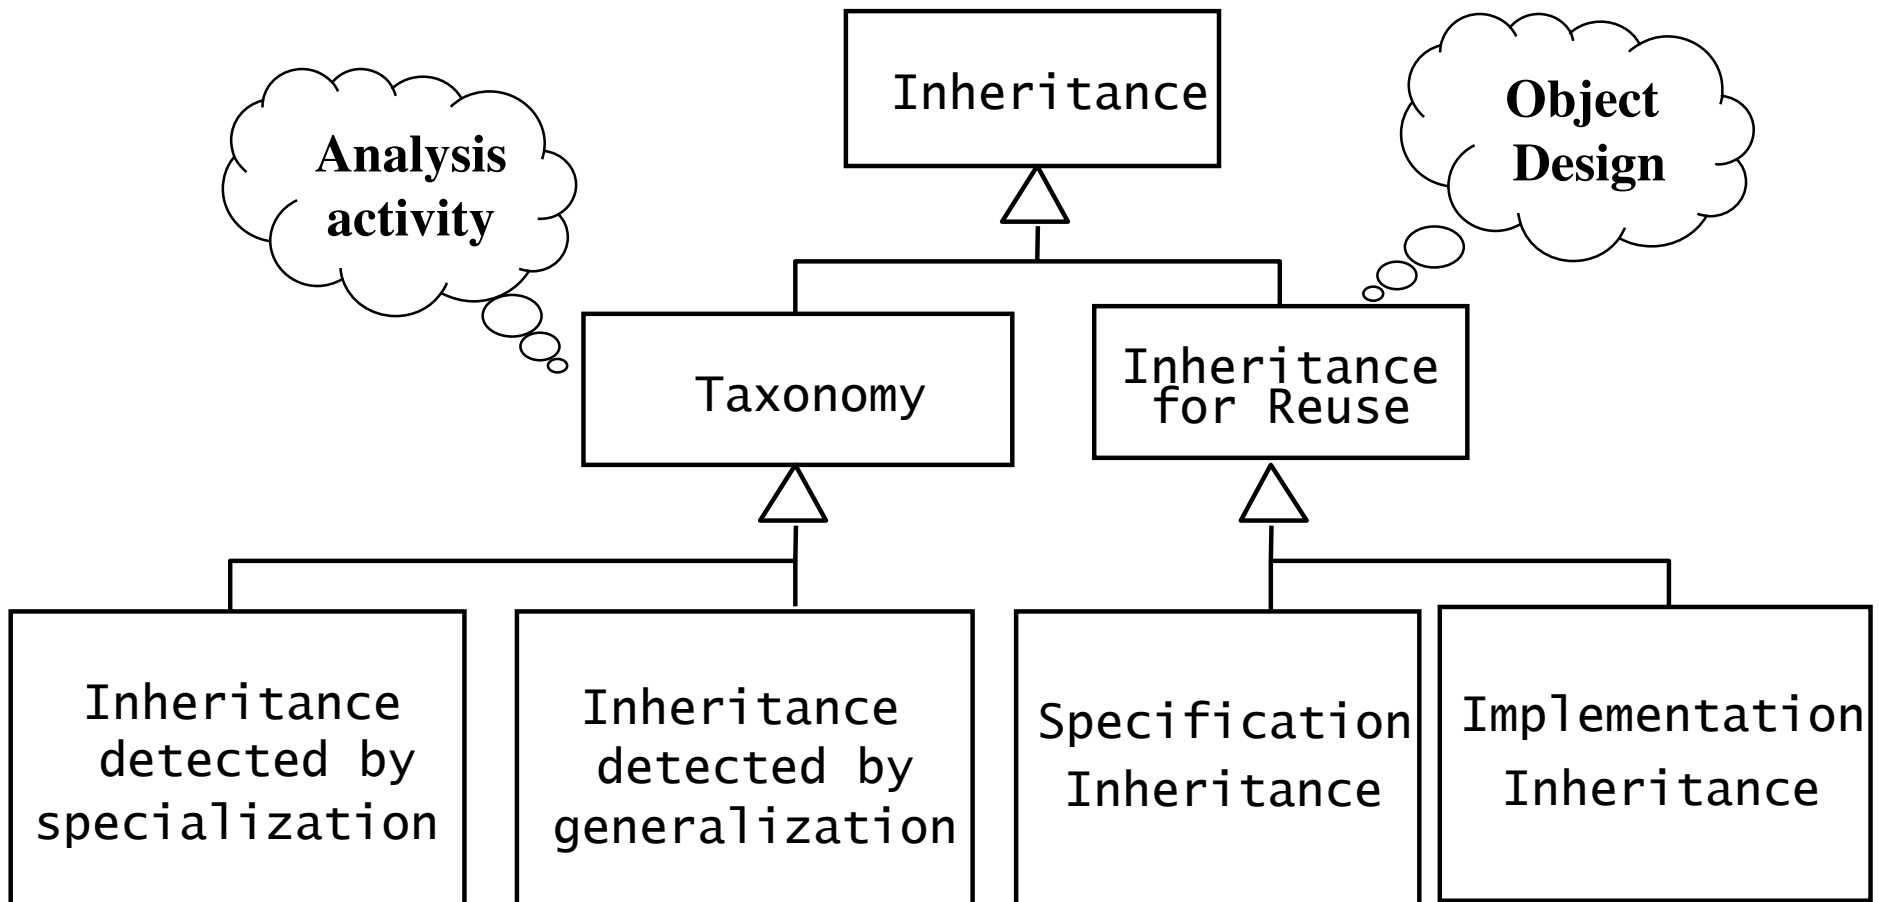 Inheritance
Object
Design
Analysis
activity
Taxonomy
Inheritance
for Reuse
Inheritance
detected by
specialization
Inheritance
detected by
generalization
Specification
Inheritance
Implementation
Inheritance